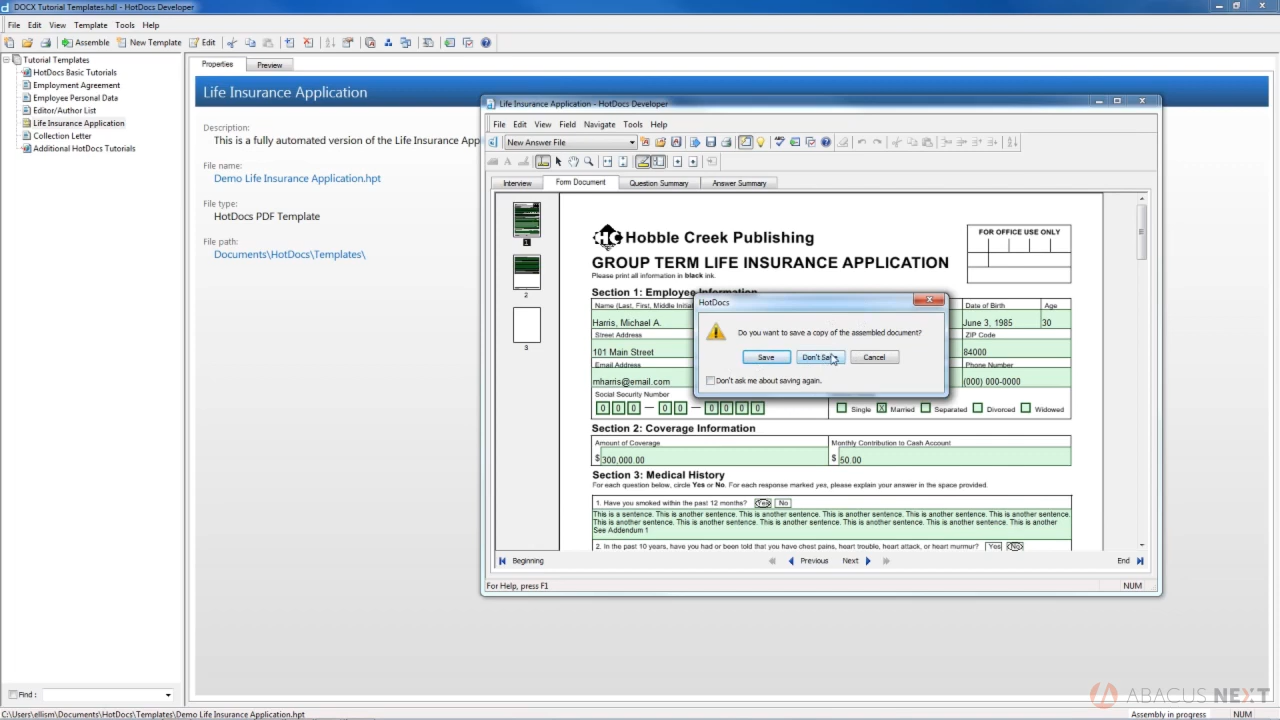 DOCX Tutorial Templates.hdl - HotDocs Developer
File Edit View Template Tools Help
Assemble New Template Edit
Tutorial Templates
HotDocs Basic Tutorials
Employment Agreement
Employee Personal Data
Editor/Author List
Life Insurance Application
Collection Letter
Additional HotDocs Tutorials
Properties Preview
Life Insurance Application
Description:
This is a fully automated version of the Life Insurance App
File name:
Demo Life Insurance Application.hpt
File type:
HotDocs PDF Template
File path:
Documents\HotDocs\Templates\
Life Insurance Application - HotDocs Developer
File Edit View Field Navigate Tools Help
New Answer File
Interview Form Document Question Summary Answer Summary
1
2
3
HC Hobble Creek Publishing
GROUP TERM LIFE INSURANCE APPLICATION
Please print all information in black ink.
FOR OFFICE USE ONLY
Section 1: Employee Information
Name (Last, First, Middle Initial Date of Birth Age
Harris, Michael A. June 3, 1985 30
Street Address ZIP Code
101 Main Street 84000
Email Address Phone Number
mharris@email.com (000) 000-0000
Social Security Number
0 0 0 — 0 0 — 0 0 0 0 Single X Married Separated Divorced Widowed
HotDocs
Do you want to save a copy of the assembled document?
Save Don't Save Cancel
Don't ask me about saving again.
Section 2: Coverage Information
Amount of Coverage Monthly Contribution to Cash Account
$300,000.00 $ 50.00
Section 3: Medical History
For each question below, circle Yes or No. For each response marked yes, please explain your answer in the space provided.
1. Have you smoked within the past 12 months? Yes No
This is a sentence. This is another sentence. This is another sentence. This is another sentence. This is another sentence.
This is another sentence. This is another sentence. This is another sentence. This is another sentence. This is another
See Addendum 1
2. In the past 10 years, have you had or been told that you have chest pains, heart trouble, heart attack, or heart murmur? Yes No
Beginning Previous Next End
For Help, press F1 NUM
Find :
ABACUS NEXT
C:\Users\ellism\Documents\HotDocs\Templates\Demo Life Insurance Application.hpt Assembly in progress NUM